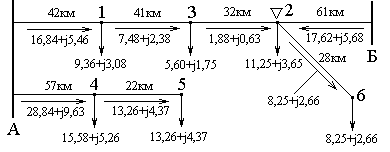 42км 41км 32км 61км
1 3 2
16,84+j5,46 7,48+j2,38 1,88+j0,63 17,62+j5,68
28км
9,36+j3,08 5,60+j1,75 11,25+j3,65 Б
57км 22км
4 5 6
28,84+j9,63 13,26+j4,37 8,25+j2,66
А
15,58+j5,26 13,26+j4,37 8,25+j2,66